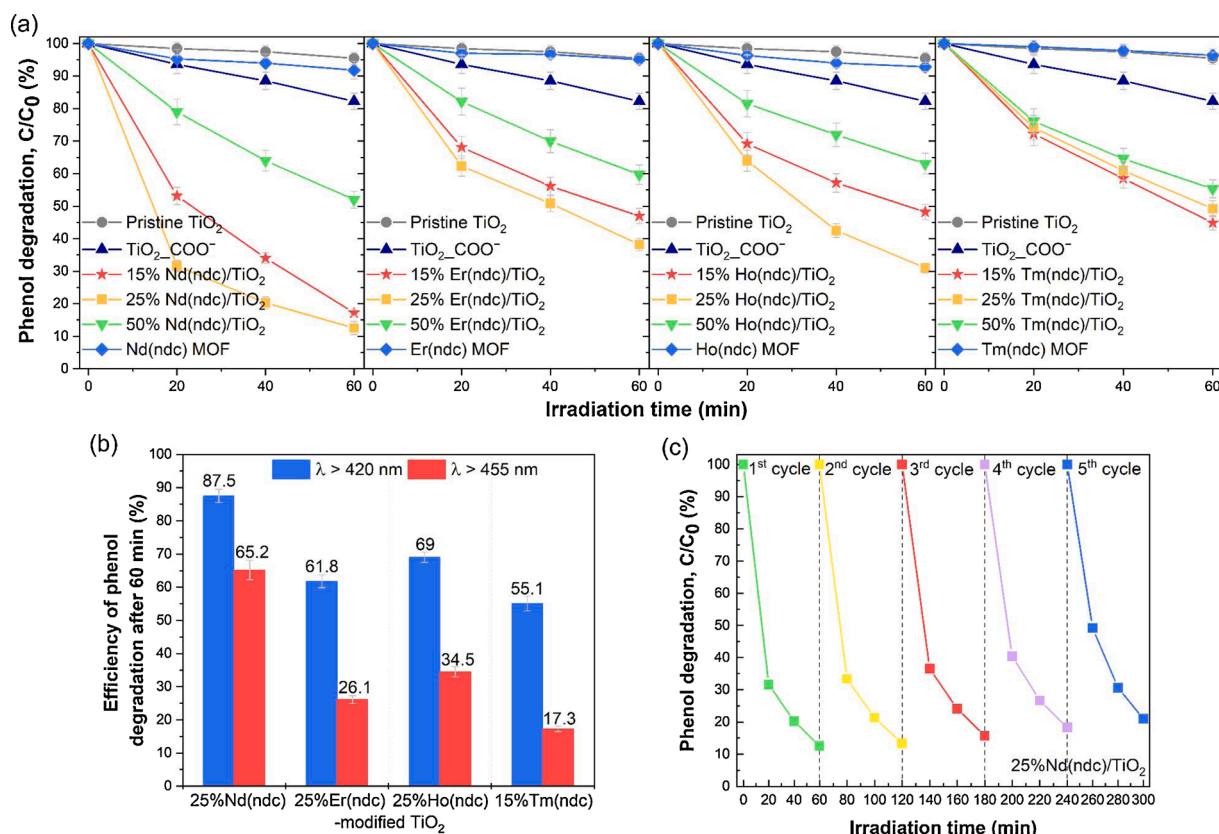 (a)
Phenol degradation, C/C₀ (%)
100
90
80
70
60
50
40
30
20
10
0
Pristine TiO₂
TiO₂_COO⁻
15% Nd(ndc)/TiO₂
25% Nd(ndc)/TiO₂
50% Nd(ndc)/TiO₂
Nd(ndc) MOF
Pristine TiO₂
TiO₂_COO⁻
15% Er(ndc)/TiO₂
25% Er(ndc)/TiO₂
50% Er(ndc)/TiO₂
Er(ndc) MOF
Pristine TiO₂
TiO₂_COO⁻
15% Ho(ndc)/TiO₂
25% Ho(ndc)/TiO₂
50% Ho(ndc)/TiO₂
Ho(ndc) MOF
Pristine TiO₂
TiO₂_COO⁻
15% Tm(ndc)/TiO₂
25% Tm(ndc)/TiO₂
50% Tm(ndc)/TiO₂
Tm(ndc) MOF
0 20 40 60 0 20 40 60 0 20 40 60 0 20 40 60
Irradiation time (min)
(b)
Efficiency of phenol
degradation after 60 min (%)
100
90
80
70
60
50
40
30
20
10
0
λ > 420 nm λ > 455 nm
87.5
65.2
61.8
26.1
69
34.5
55.1
17.3
25%Nd(ndc) 25%Er(ndc) 25%Ho(ndc) 15%Tm(ndc)
-modified TiO₂
(c)
Phenol degradation, C/C₀ (%)
100
90
80
70
60
50
40
30
20
10
0
1ˢᵗ cycle 2ⁿᵈ cycle 3ʳᵈ cycle 4ᵗʰ cycle 5ᵗʰ cycle
25%Nd(ndc)/TiO₂
0 20 40 60 80 100 120 140 160 180 200 220 240 260 280 300
Irradiation time (min)